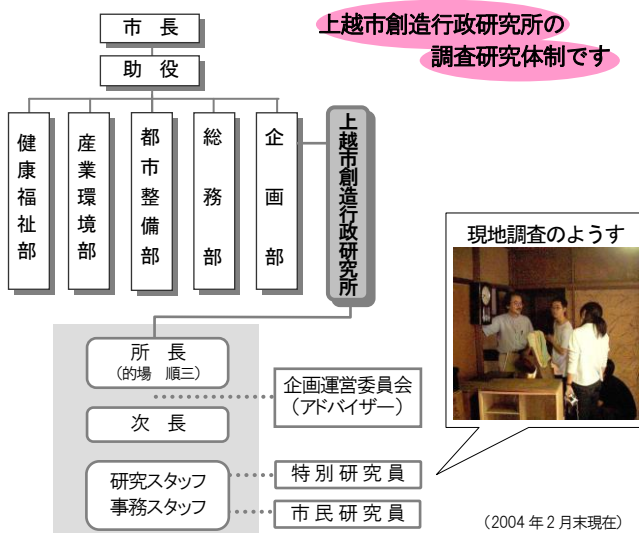 上越市創造行政研究所の
調査研究体制です
市長
助役
健康福祉部
産業環境部
都市整備部
総務部
企画部
上越市創造行政研究所
現地調査のようす
所長
(的場 順三)
企画運営委員会
(アドバイザー)
次長
研究スタッフ
事務スタッフ
特別研究員
市民研究員
(2004年2月末現在)